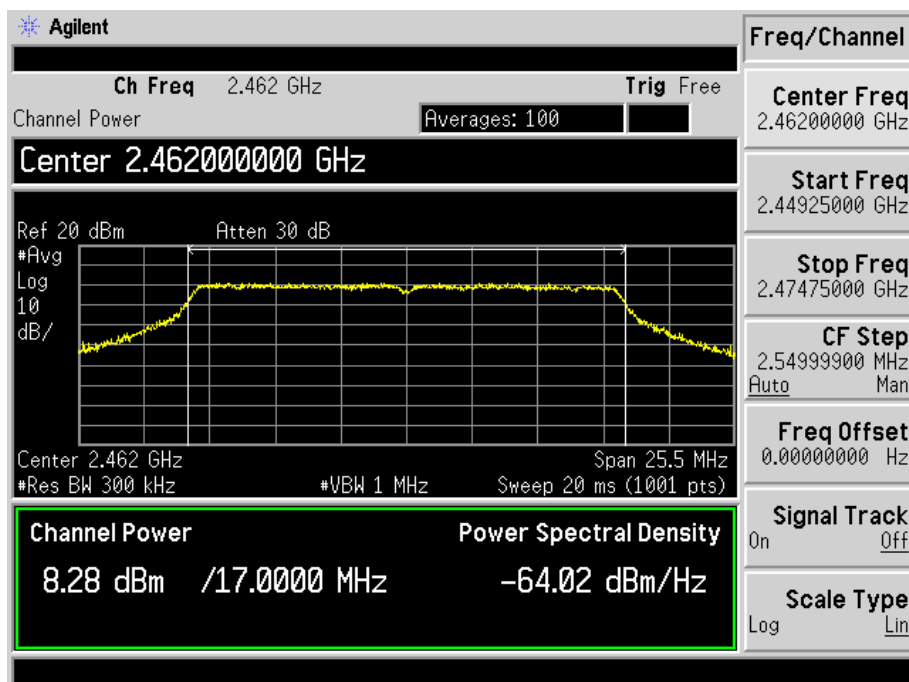 Agilent
Ch Freq 2.462 GHz Trig Free
Channel Power Averages: 100
Center 2.462000000 GHz
Ref 20 dBm Atten 30 dB
#Avg
Log
10
dB/
Center 2.462 GHz Span 25.5 MHz
#Res BW 300 kHz #VBW 1 MHz Sweep 20 ms (1001 pts)
Channel Power Power Spectral Density
8.28 dBm /17.0000 MHz -64.02 dBm/Hz
Freq/Channel
Center Freq
2.46200000 GHz
Start Freq
2.44925000 GHz
Stop Freq
2.47475000 GHz
CF Step
2.54999900 MHz
Auto Man
Freq Offset
0.00000000 Hz
Signal Track
On Off
Scale Type
Log Lin